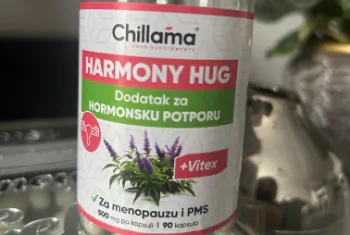 Chillama®
HARMONY HUG
Dodatak za
HORMONSKU POTPORU
+Vitex
Za menopauzu i PMS
500 mg po kapsuli | 90 kapsula